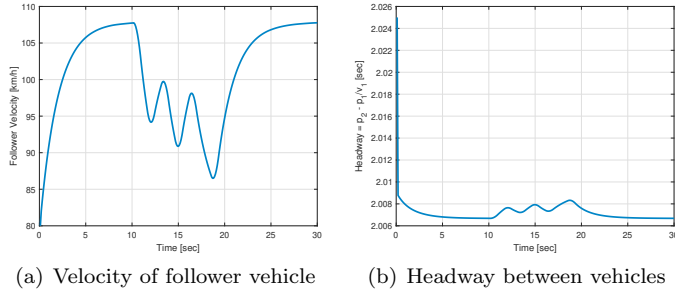 110
105
100
95
90
85
80
Follower Velocity [km/h]
0 5 10 15 20 25 30
Time [sec]
(a) Velocity of follower vehicle
2.026
2.024
2.022
2.02
2.018
2.016
2.014
2.012
2.01
2.008
2.006
Headway = p2 - p1/v1 [sec]
0 5 10 15 20 25 30
Time [sec]
(b) Headway between vehicles